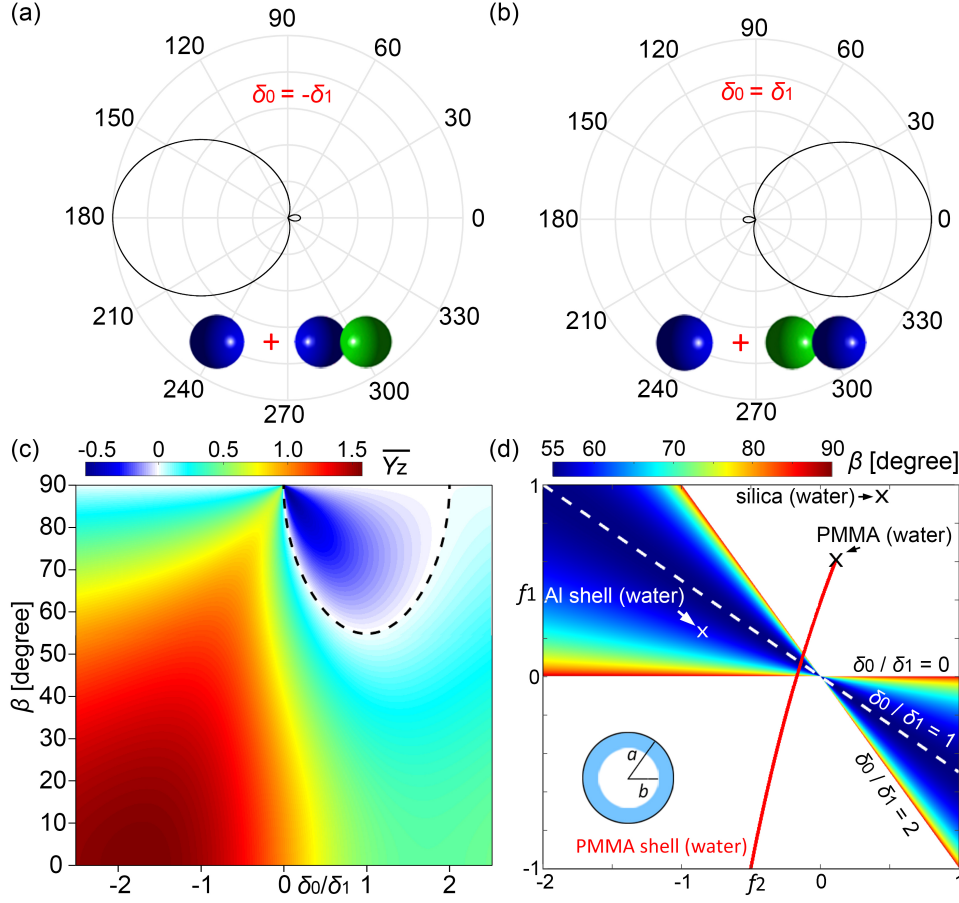 (a)
90
120
60
δ0 = -δ1
150
30
180
0
210
330
+
240
300
270
(b)
90
120
60
δ0 = δ1
150
30
180
0
210
330
+
240
300
270
(c)
-0.5 0 0.5 1.0 1.5 Yz
90
80
70
60
50
40
30
20
10
0
β [degree]
-2 -1 0 δ0/δ1 1 2
(d)
55 60 70 80 90
β [degree]
silica (water)
PMMA (water)
1
f1
Al shell (water)
δ0 / δ1 = 0
0
δ0 / δ1 = 1
δ0 / δ1 = 2
a
b
PMMA shell (water)
-1
-2 -1 f2 0 1